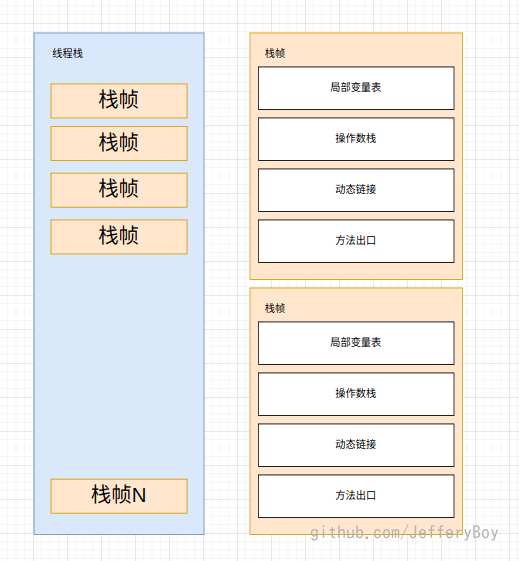 线程栈
栈帧
栈帧
栈帧
栈帧
栈帧N
栈帧
局部变量表
操作数栈
动态链接
方法出口
栈帧
局部变量表
操作数栈
动态链接
方法出口
github.com/JefferyBoy